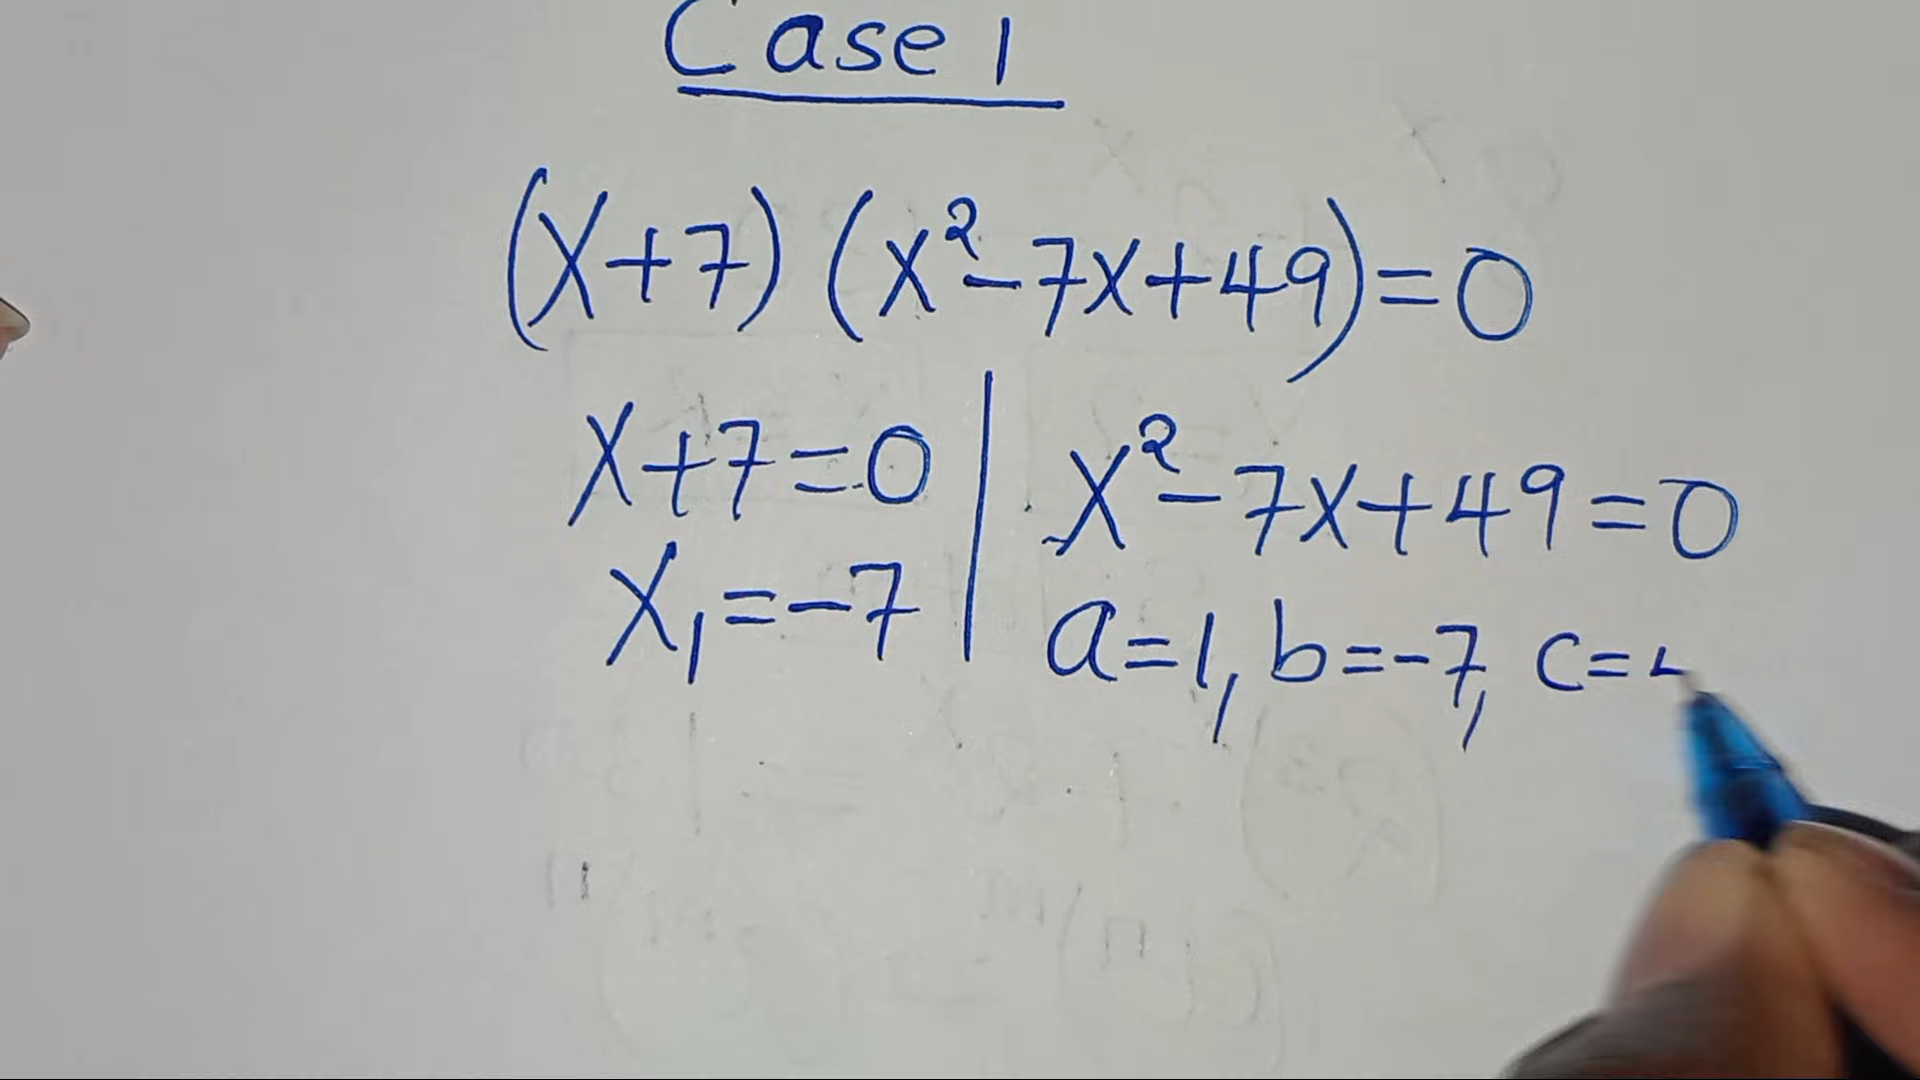 Case 1
(x+7) (x²-7x+49)=0
x+7=0
x₁=-7
x²-7x+49=0
a=1, b=-7, c=